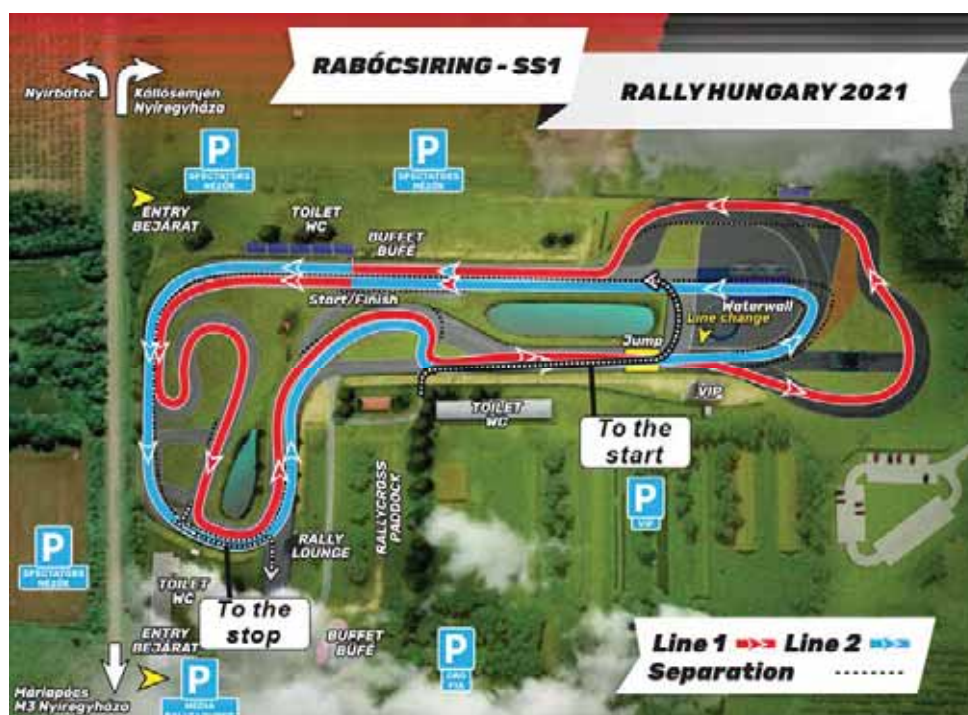 RABÓCSIRING - SS1
RALLY HUNGARY 2021
Nyírbátor
Kállósemjén
Nyíregyháza
P
SPECTATORS
NÉZŐK
P
SPECTATORS
NÉZŐK
ENTRY
BEJÁRAT
TOILET
WC
BUFFET
BÜFÉ
Start/Finish
Waterwall
Line change
Jump
VIP
TOILET
WC
To the
start
RALLYCROSS
PADDOCK
P
VIP
RALLY
LOUNGE
P
SPECTATORS
NÉZŐK
TOILET
WC
To the
stop
ENTRY
BEJÁRAT
BUFFET
BÜFÉ
P
Line 1 Line 2
Separation
Máriapócs
M3 Nyíregyháza
P
MEDIA